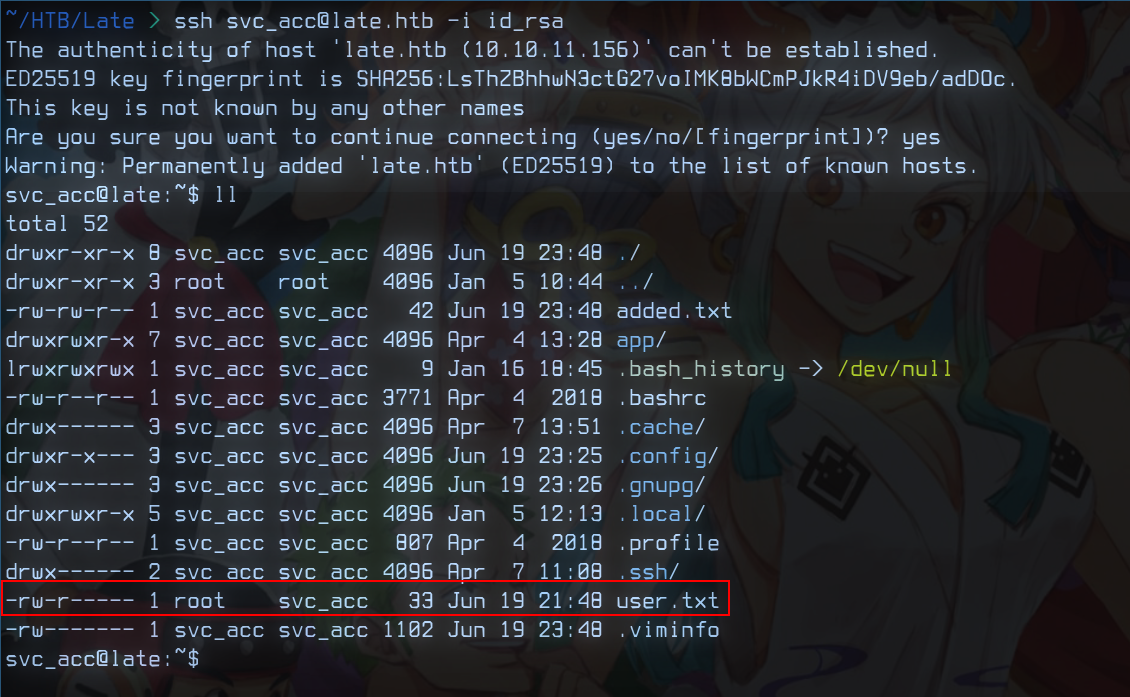 ~/HTB/Late > ssh svc_acc@late.htb -i id_rsa
The authenticity of host 'late.htb (10.10.11.156)' can't be established.
ED25519 key fingerprint is SHA256:LsThZBhhwN3ctG27voIMK8bWCmPJkR4iDV9eb/adDOc.
This key is not known by any other names
Are you sure you want to continue connecting (yes/no/[fingerprint])? yes
Warning: Permanently added 'late.htb' (ED25519) to the list of known hosts.
svc_acc@late:~$ ll
total 52
drwxr-xr-x 8 svc_acc svc_acc 4096 Jun 19 23:48 ./
drwxr-xr-x 3 root    root    4096 Jan  5 10:44 ../
-rw-rw-r-- 1 svc_acc svc_acc   42 Jun 19 23:48 added.txt
drwxrwxr-x 7 svc_acc svc_acc 4096 Apr  4 13:28 app/
lrwxrwxrwx 1 svc_acc svc_acc    9 Jan 16 18:45 .bash_history -> /dev/null
-rw-r--r-- 1 svc_acc svc_acc 3771 Apr  4  2018 .bashrc
drwx------ 3 svc_acc svc_acc 4096 Apr  7 13:51 .cache/
drwxr-x--- 3 svc_acc svc_acc 4096 Jun 19 23:25 .config/
drwx------ 3 svc_acc svc_acc 4096 Jun 19 23:26 .gnupg/
drwxrwxr-x 5 svc_acc svc_acc 4096 Jan  5 12:13 .local/
-rw-r--r-- 1 svc_acc svc_acc  807 Apr  4  2018 .profile
drwx------ 2 svc_acc svc_acc 4096 Apr  7 11:08 .ssh/
-rw-r----- 1 root    svc_acc   33 Jun 19 21:48 user.txt
-rw------- 1 svc_acc svc_acc 1102 Jun 19 23:48 .viminfo
svc_acc@late:~$